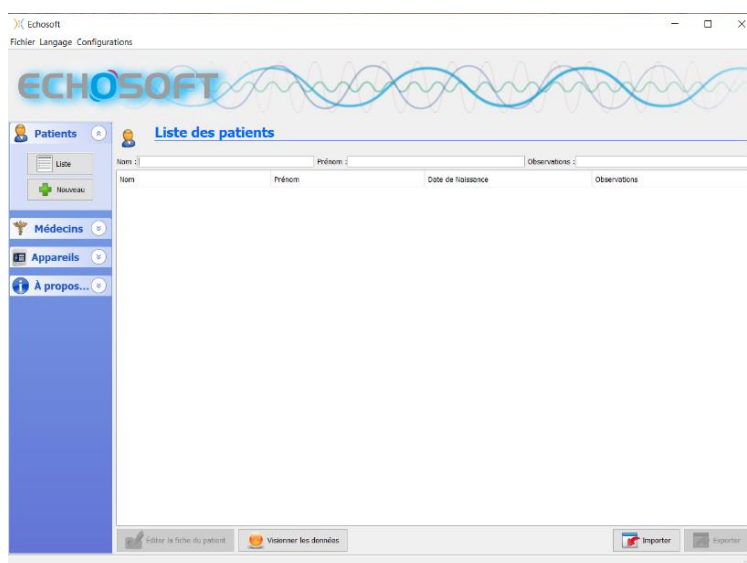 Echosoft
Fichier Langage Configurations
ECHOSOFT
Patients
Liste
Nouveau
Médecins
Appareils
À propos...
Liste des patients
Nom : Prénom : Observations :
Nom Prénom Date de Naissance Observations
Editer la fiche du patient Visionner les données Importer Exporter